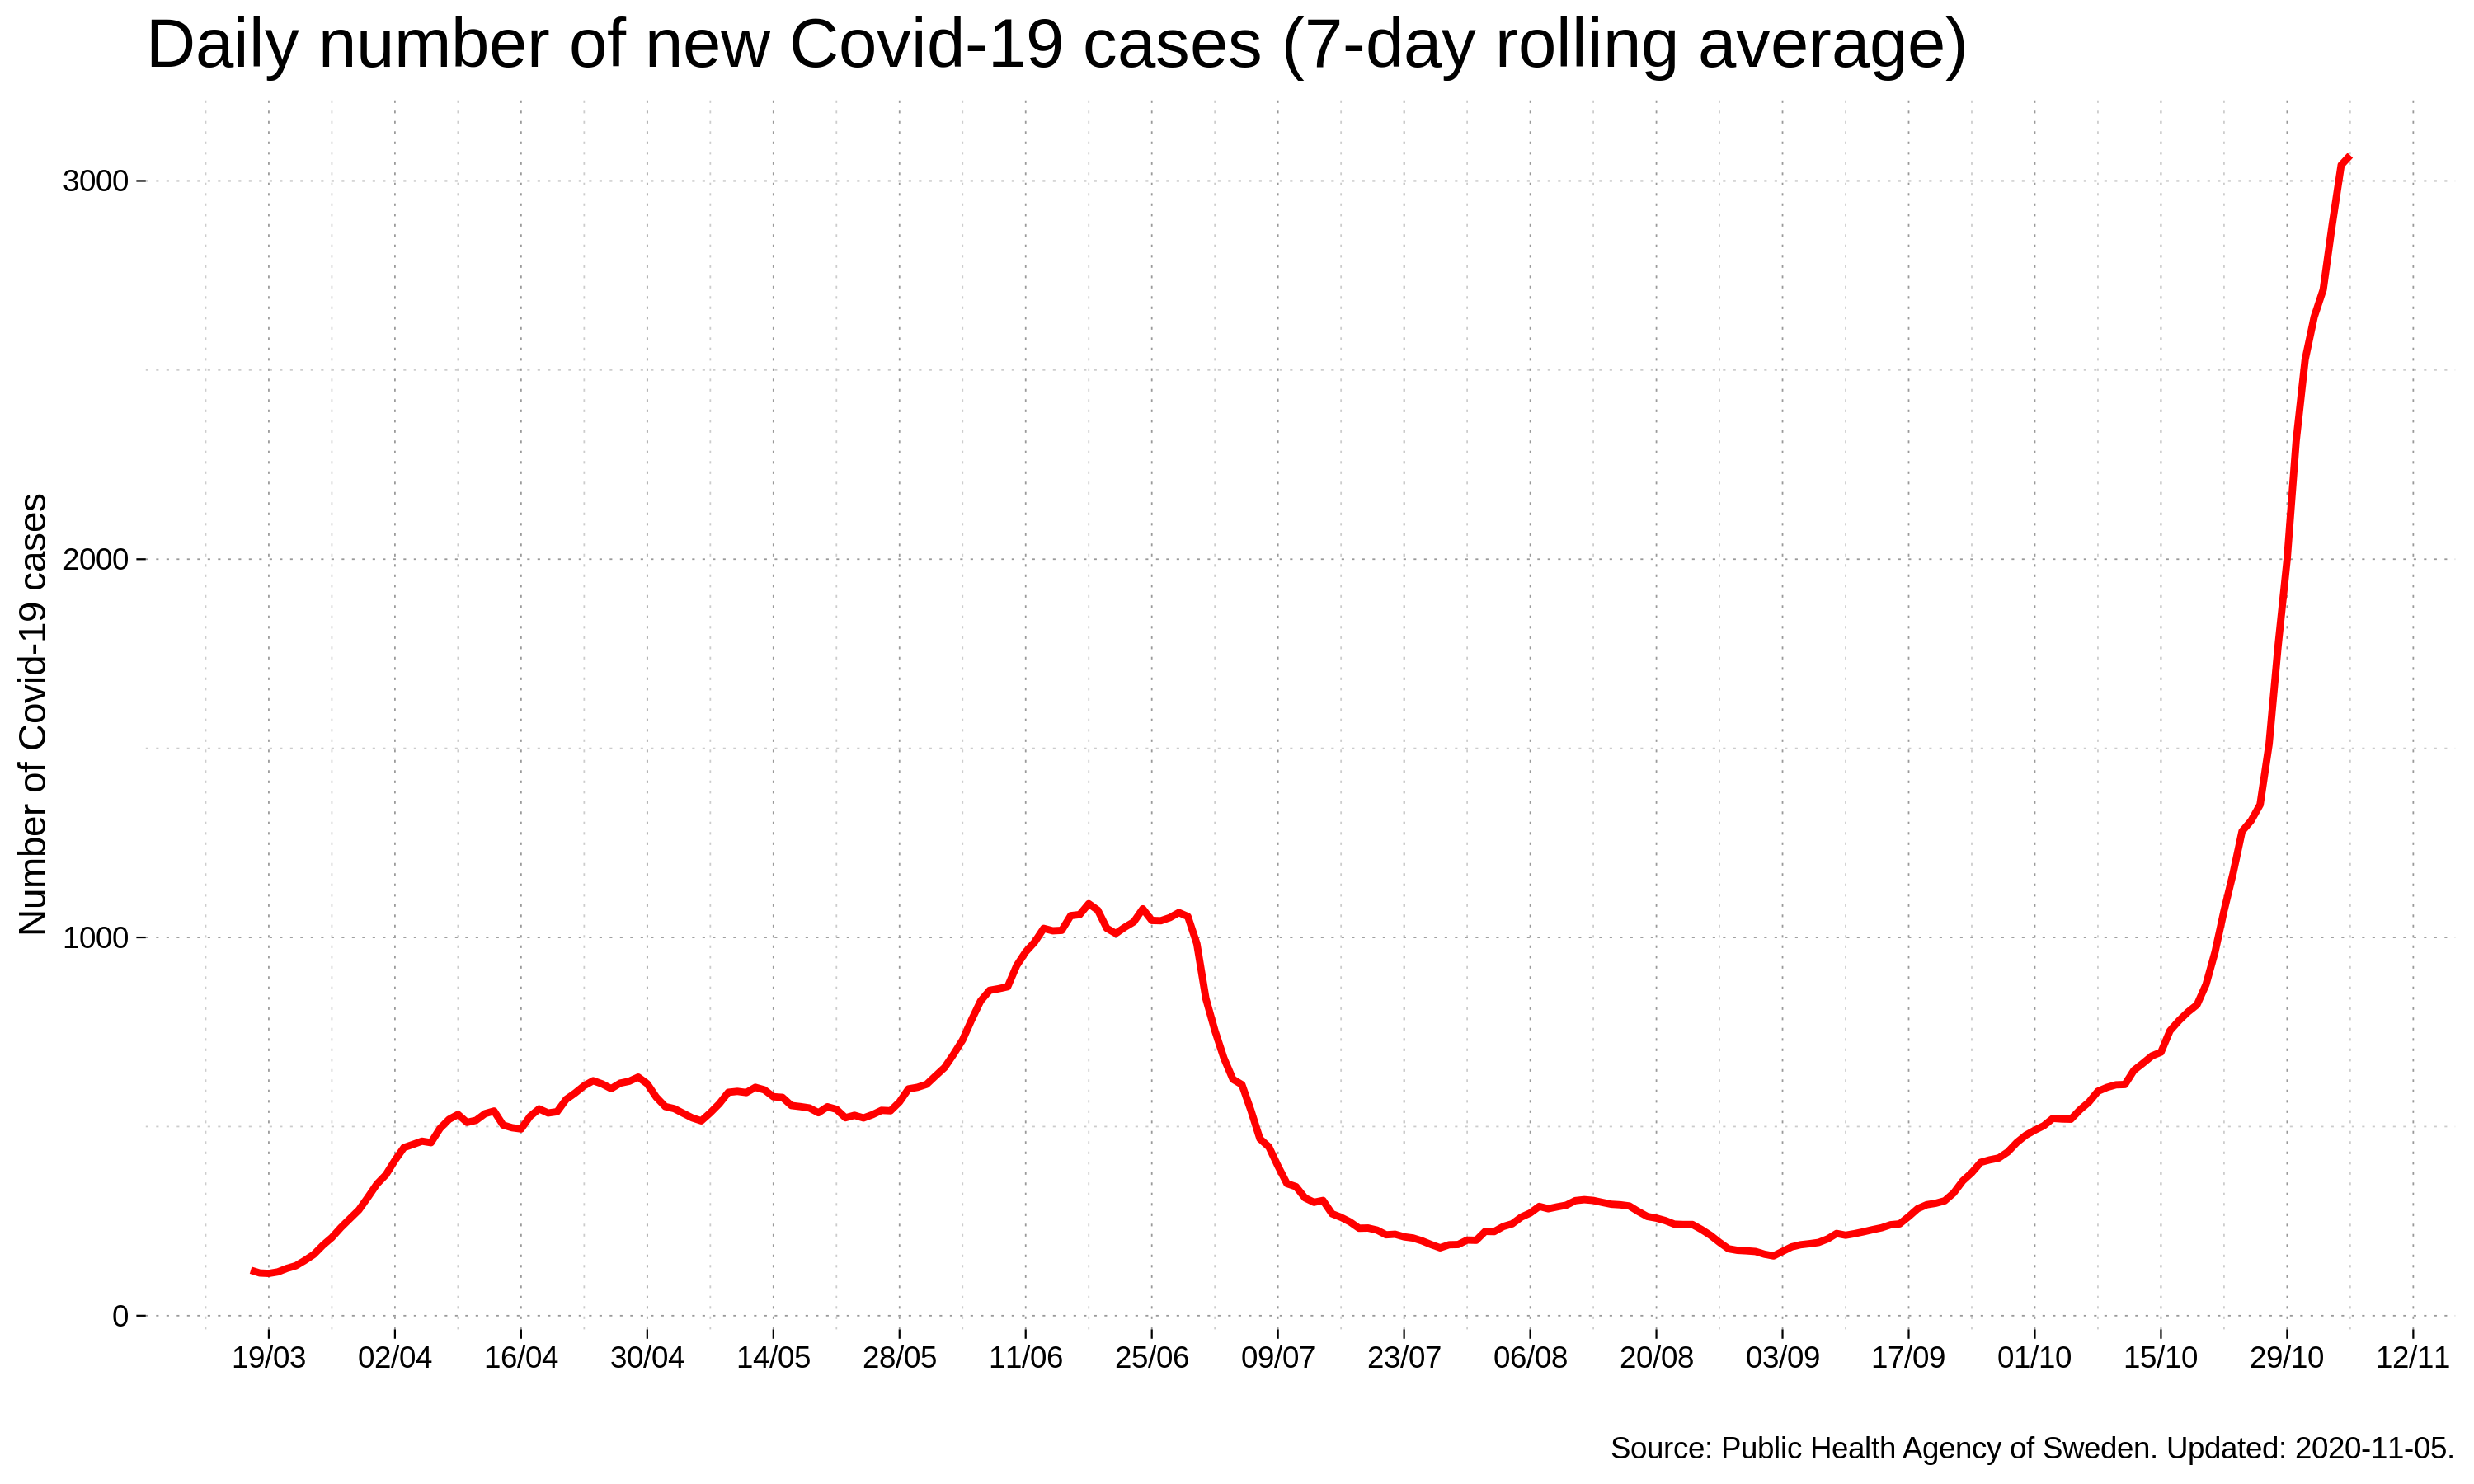 Daily number of new Covid-19 cases (7-day rolling average)
Number of Covid-19 cases
3000
2000
1000
0
19/03 02/04 16/04 30/04 14/05 28/05 11/06 25/06 09/07 23/07 06/08 20/08 03/09 17/09 01/10 15/10 29/10 12/11
Source: Public Health Agency of Sweden. Updated: 2020-11-05.